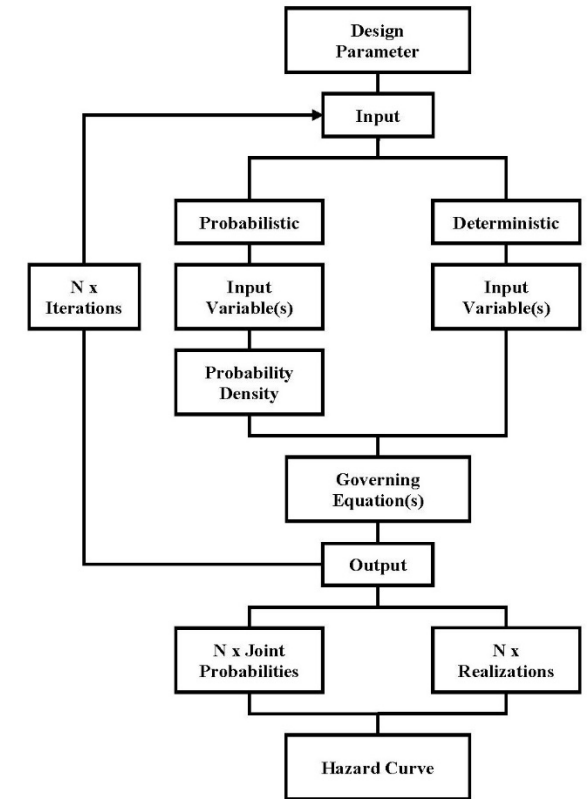 Design
Parameter
Input
Probabilistic
Deterministic
N x
Iterations
Input
Variable(s)
Input
Variable(s)
Probability
Density
Governing
Equation(s)
Output
N x Joint
Probabilities
N x
Realizations
Hazard Curve